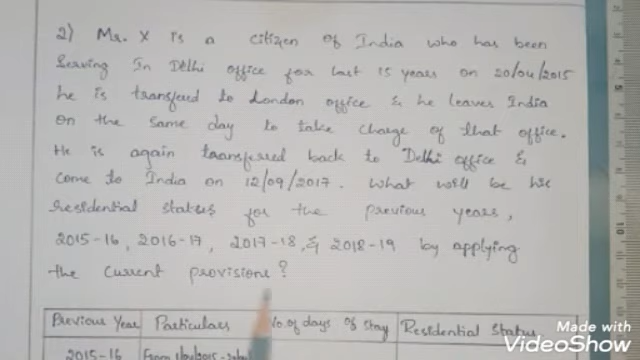 2) Mr. X is a citizen of India who has been
Serving In Delhi office for last 15 years on 20/04/2015
he is transferred to London office & he leaves India
on the same day to take charge of that office.
He is again transferred back to Delhi office &
come to India on 12/09/2017. What will be his
residential status for the previous years,
2015-16, 2016-17, 2017-18, & 2018-19 by applying
the current provisions?
Previous Year Particulars No. of days of stay Residential Status
2015-16 From
Made with
VideoShow